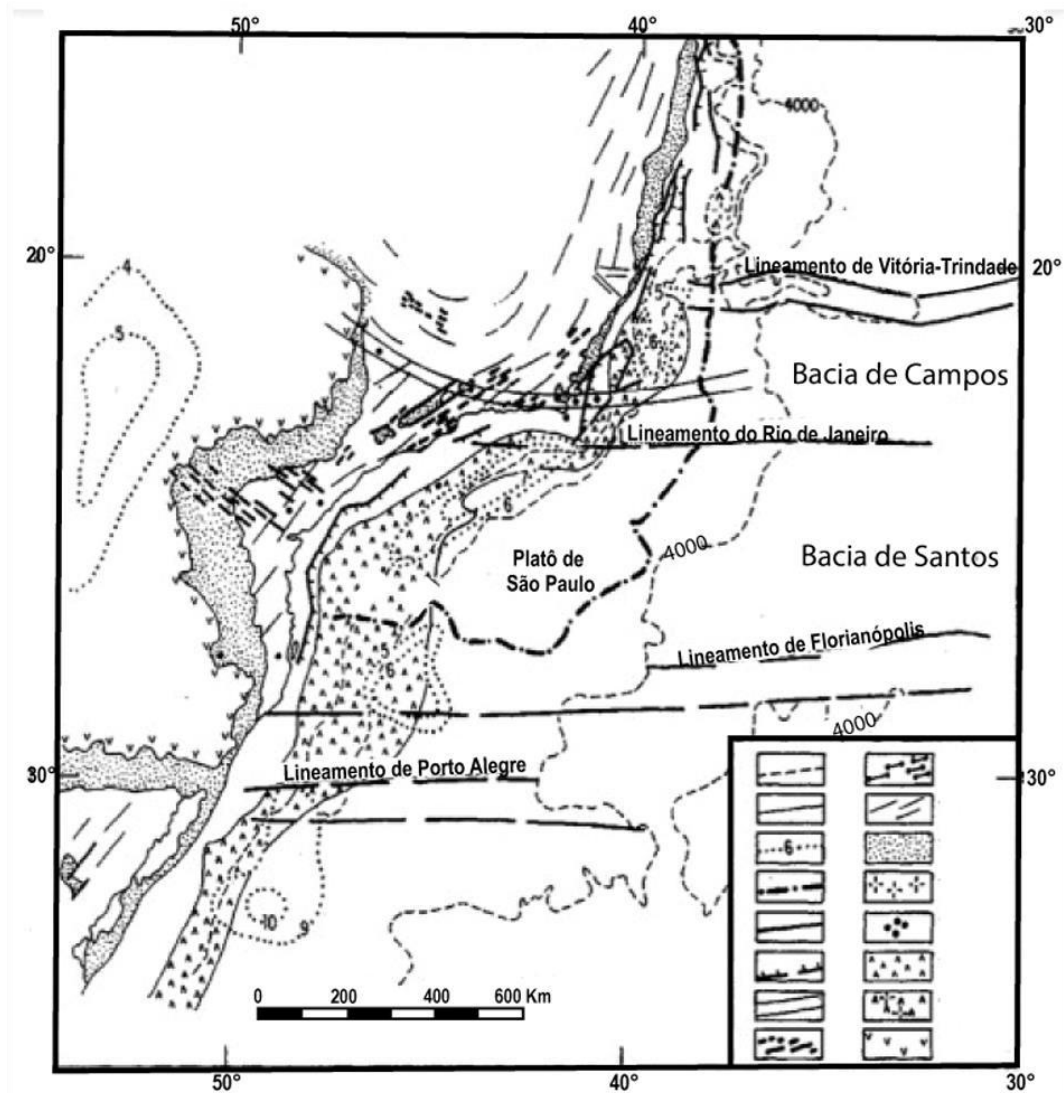 50°
40°
30°
4000
4
5
20°
Lineamento de Vitória-Trindade
20°
6
Bacia de Campos
Lineamento do Rio de Janeiro
6
4000
Platô de
São Paulo
Bacia de Santos
Lineamento de Florianópolis
5
6
4000
30°
Lineamento de Porto Alegre
30°
6
10
9
0
200
400
600 Km
50°
40°
30°